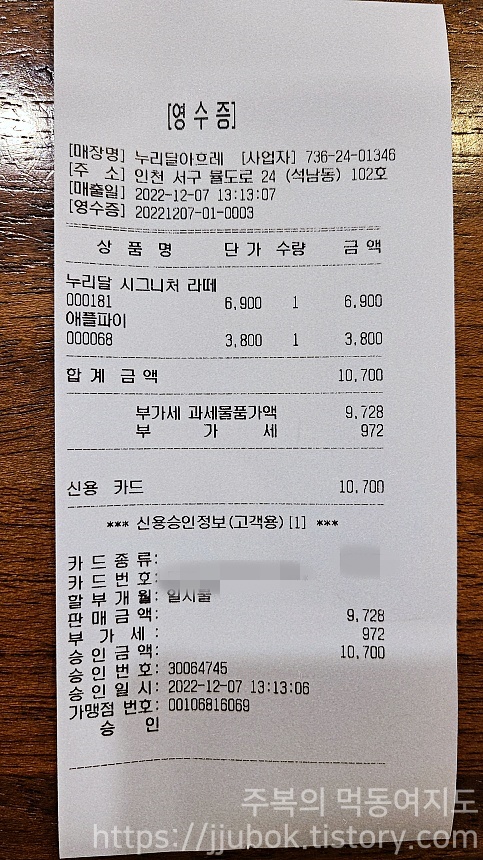 [영 수 증]
[매장명] 누리달아흐레 [사업자] 736-24-01346
[주 소] 인천 서구 뮬도로 24 (석남동) 102호
[매출일] 2022-12-07 13:13:07
[영수증] 20221207-01-0003
상 품 명 단 가 수량 금 액
누리달 시그니처 라떼
000181 6,900 1 6,900
애플파이
000068 3,800 1 3,800
합 계 금 액 10,700
부가세 과세물품가액 9,728
부 가 세 972
신용 카드 10,700
*** 신용승인정보(고객용)[1] ***
카 드 종 류:
카 드 번 호:
할 부 개 월: 일시불
판 매 금 액: 9,728
부 가 세 : 972
승 인 금 액: 10,700
승 인 번 호: 30064745
승 인 일 시: 2022-12-07 13:13:06
가맹점 번호: 00106816069
승 인
주복의 먹동여지도
https://jjubok.tistory.com